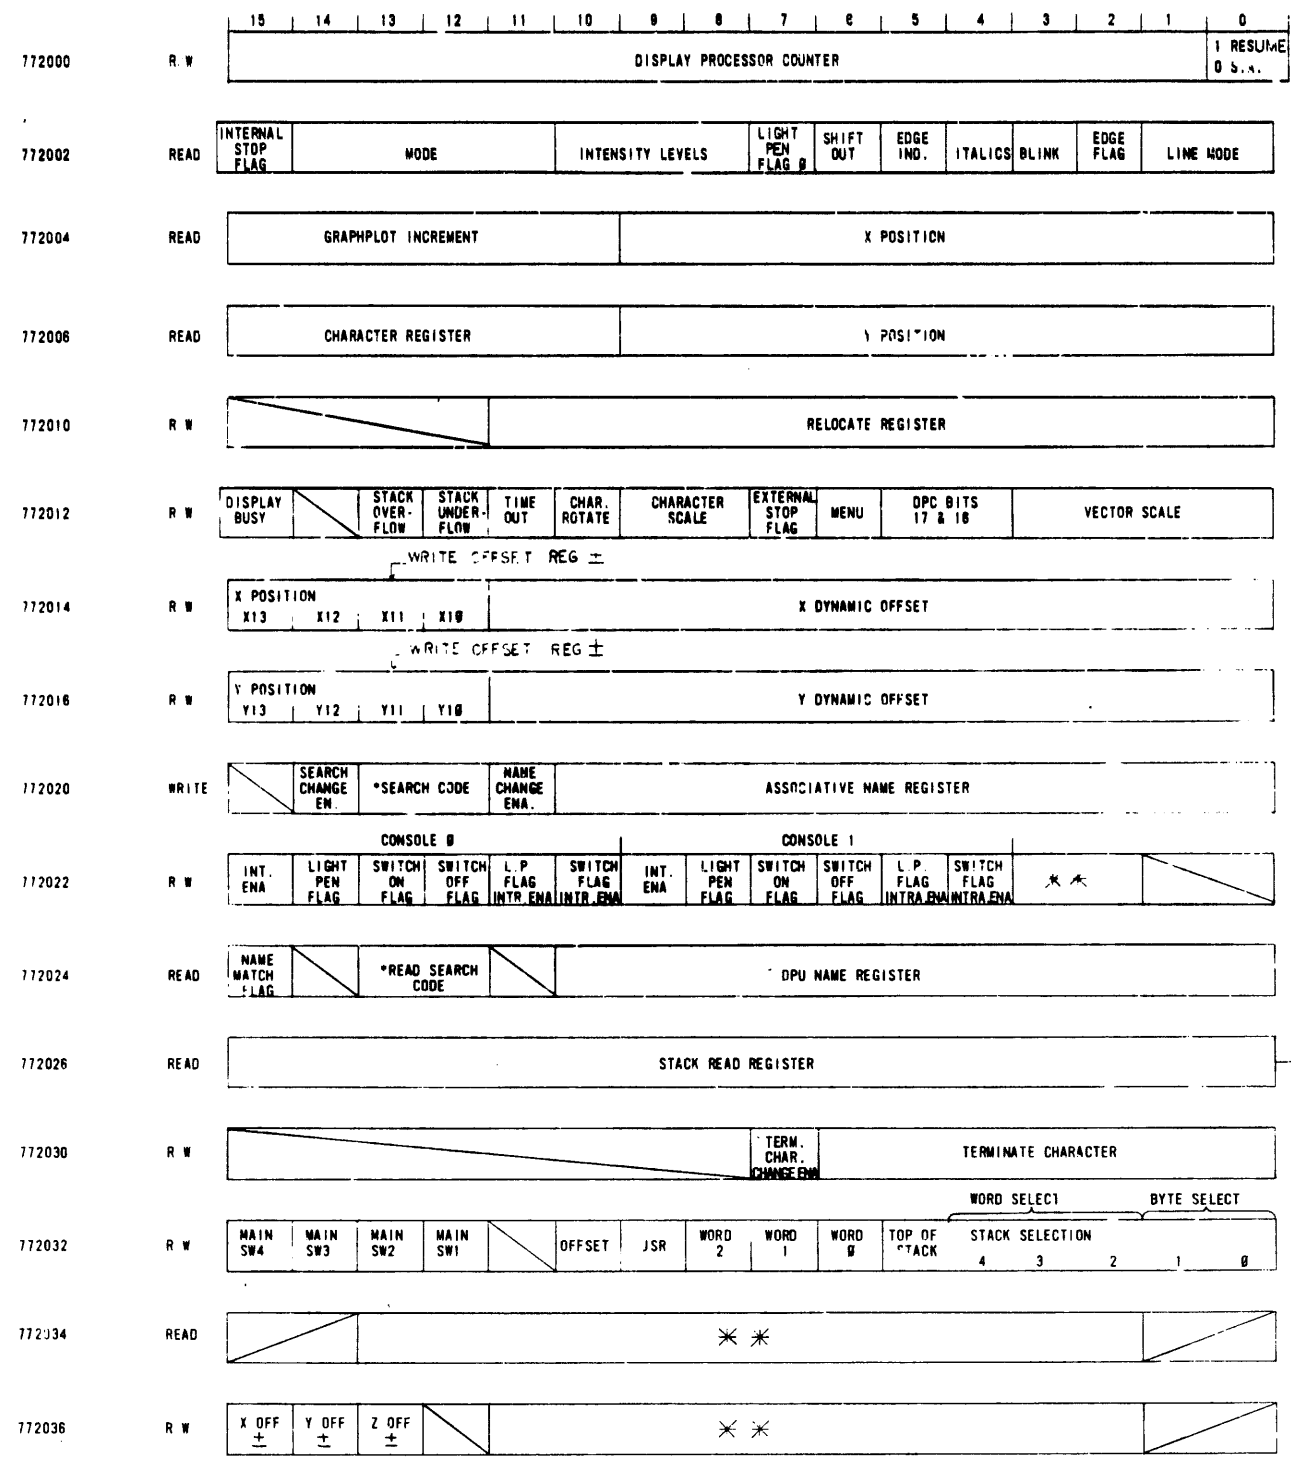 15 14 13 12 11 10 9 8 7 6 5 4 3 2 1 0
772000 R W DISPLAY PROCESSOR COUNTER 1 RESUME
0
772002 READ INTERNAL STOP FLAG MODE INTENSITY LEVELS LIGHT PEN FLAG 0 SHIFT OUT EDGE IND. ITALICS BLINK EDGE FLAG LINE MODE
772004 READ GRAPHPLOT INCREMENT X POSITION
772006 READ CHARACTER REGISTER Y POSITION
772010 R W RELOCATE REGISTER
772012 R W DISPLAY BUSY STACK OVER-FLOW STACK UNDER-FLOW TIME OUT CHAR. ROTATE CHARACTER SCALE EXTERNAL STOP FLAG MENU DPC BITS 17 & 16 VECTOR SCALE
WRITE OFFSET REG ±
772014 R W X POSITION X13 X12 X11 X10 X DYNAMIC OFFSET
WRITE OFFSET REG ±
772016 R W Y POSITION Y13 Y12 Y11 Y10 Y DYNAMIC OFFSET
772020 WRITE SEARCH CHANGE EN. *SEARCH CODE NAME CHANGE ENA. ASSOCIATIVE NAME REGISTER
CONSOLE 0 CONSOLE 1
772022 R W INT. ENA LIGHT PEN FLAG SWITCH ON FLAG SWITCH OFF FLAG L.P FLAG INTR.ENA SWITCH FLAG INTR.ENA INT. ENA LIGHT PEN FLAG SWITCH ON FLAG SWITCH OFF FLAG L.P. FLAG INTRA.ENA SWITCH FLAG INTRA.ENA **
772024 READ NAME MATCH FLAG *READ SEARCH CODE DPU NAME REGISTER
772026 READ STACK READ REGISTER
772030 R W TERM. CHAR. CHANGE ENA TERMINATE CHARACTER
WORD SELECT BYTE SELECT
772032 R W MAIN SW4 MAIN SW3 MAIN SW2 MAIN SW1 OFFSET JSR WORD 2 WORD 1 WORD 0 TOP OF STACK STACK SELECTION
4 3 2 1 0
772034 READ **
772036 R W X OFF ± Y OFF ± Z OFF ± **